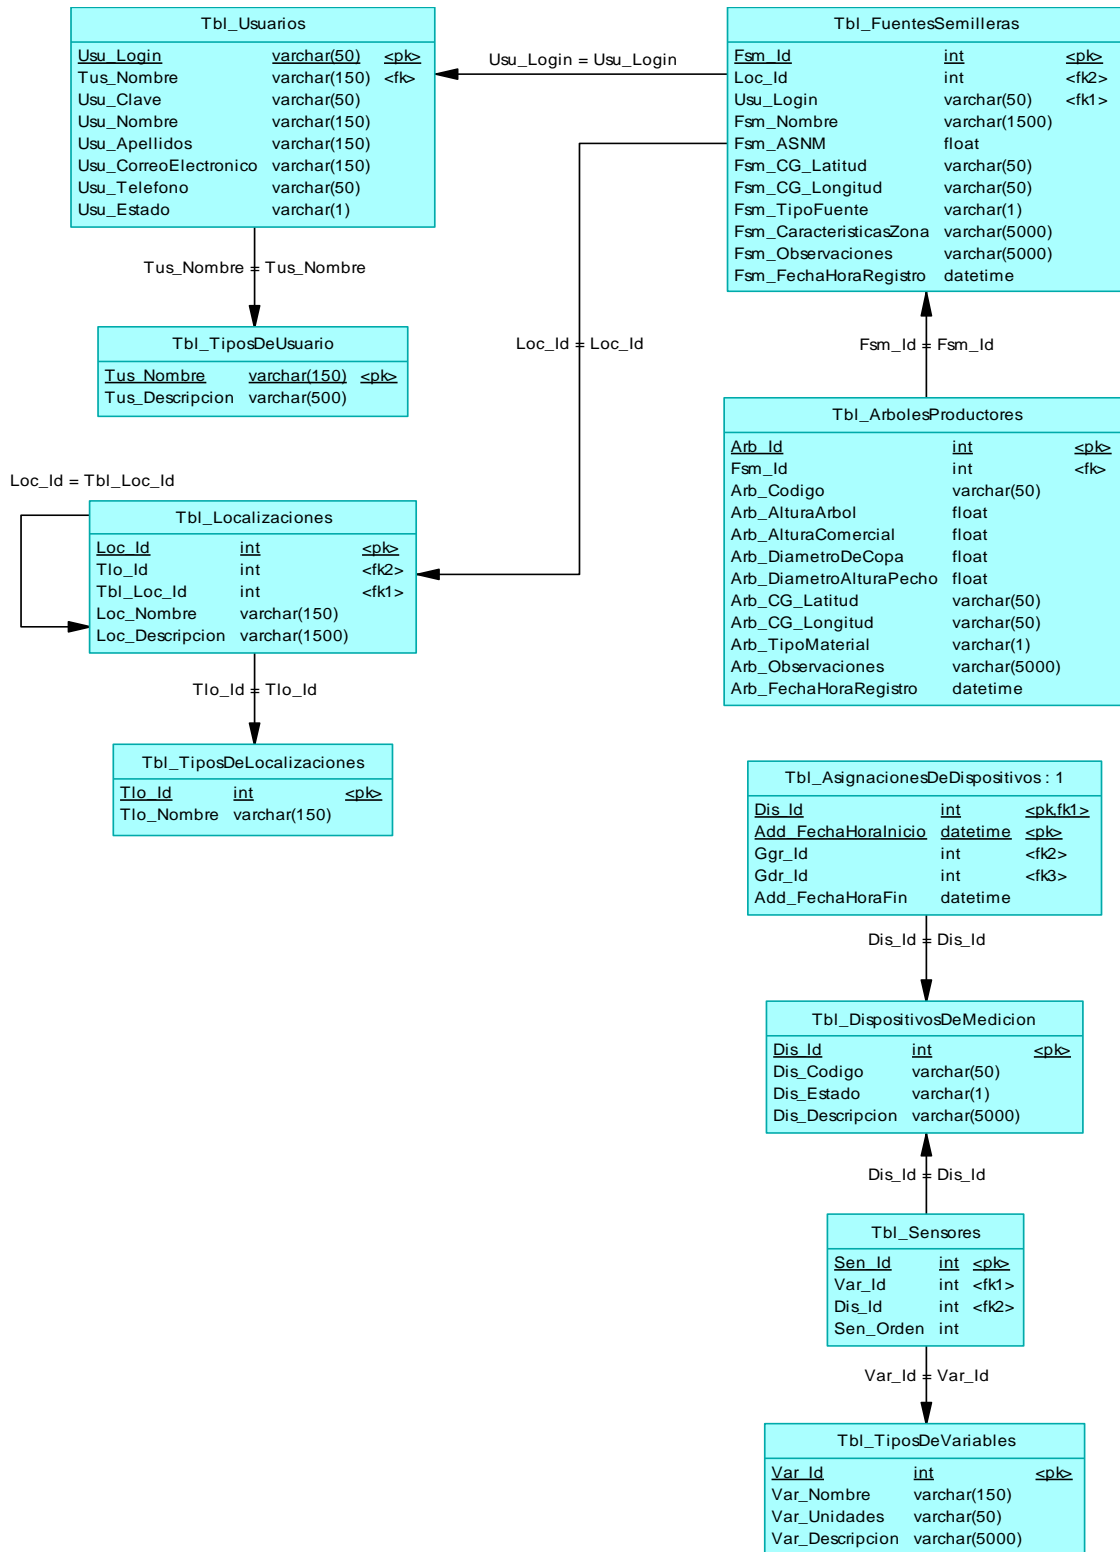 Tbl_Usuarios
Usu_Login varchar(50) <pk>
Tus_Nombre varchar(150) <fk>
Usu_Clave varchar(50)
Usu_Nombre varchar(150)
Usu_Apellidos varchar(150)
Usu_CorreoElectronico varchar(150)
Usu_Telefono varchar(50)
Usu_Estado varchar(1)
Usu_Login = Usu_Login
Tbl_FuentesSemilleras
Fsm_Id int <pk>
Loc_Id int <fk2>
Usu_Login varchar(50) <fk1>
Fsm_Nombre varchar(1500)
Fsm_ASNM float
Fsm_CG_Latitud varchar(50)
Fsm_CG_Longitud varchar(50)
Fsm_TipoFuente varchar(1)
Fsm_CaracteristicasZona varchar(5000)
Fsm_Observaciones varchar(5000)
Fsm_FechaHoraRegistro datetime
Tus_Nombre = Tus_Nombre
Tbl_TiposDeUsuario
Tus_Nombre varchar(150) <pk>
Tus_Descripcion varchar(500)
Loc_Id = Loc_Id
Fsm_Id = Fsm_Id
Tbl_ArbolesProductores
Arb_Id int <pk>
Fsm_Id int <fk>
Arb_Codigo varchar(50)
Arb_AlturaArbol float
Arb_AlturaComercial float
Arb_DiametroDeCopa float
Arb_DiametroAlturaPecho float
Arb_CG_Latitud varchar(50)
Arb_CG_Longitud varchar(50)
Arb_TipoMaterial varchar(1)
Arb_Observaciones varchar(5000)
Arb_FechaHoraRegistro datetime
Loc_Id = Tbl_Loc_Id
Tbl_Localizaciones
Loc_Id int <pk>
Tlo_Id int <fk2>
Tbl_Loc_Id int <fk1>
Loc_Nombre varchar(150)
Loc_Descripcion varchar(1500)
Tlo_Id = Tlo_Id
Tbl_TiposDeLocalizaciones
Tlo_Id int <pk>
Tlo_Nombre varchar(150)
Tbl_AsignacionesDeDispositivos : 1
Dis_Id int <pk,fk1>
Add_FechaHoraInicio datetime <pk>
Ggr_Id int <fk2>
Gdr_Id int <fk3>
Add_FechaHoraFin datetime
Dis_Id = Dis_Id
Tbl_DispositivosDeMedicion
Dis_Id int <pk>
Dis_Codigo varchar(50)
Dis_Estado varchar(1)
Dis_Descripcion varchar(5000)
Dis_Id = Dis_Id
Tbl_Sensores
Sen_Id int <pk>
Var_Id int <fk1>
Dis_Id int <fk2>
Sen_Orden int
Var_Id = Var_Id
Tbl_TiposDeVariables
Var_Id int <pk>
Var_Nombre varchar(150)
Var_Unidades varchar(50)
Var_Descripcion varchar(5000)